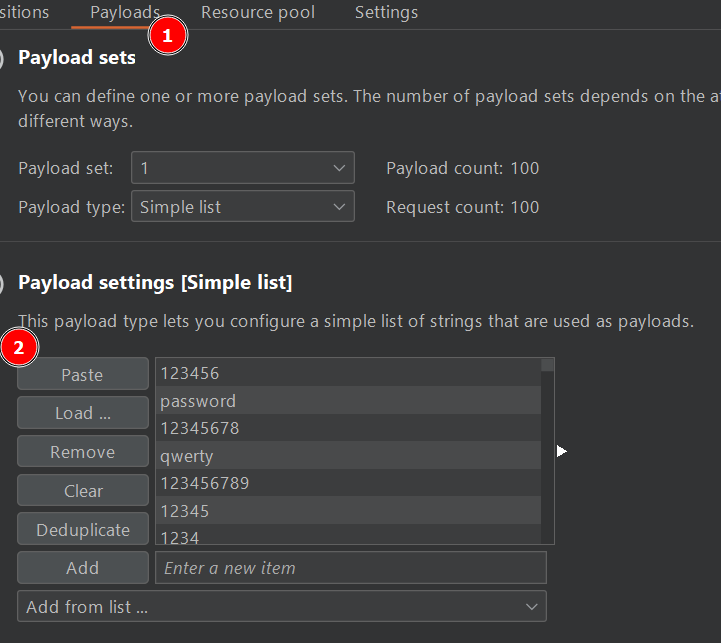 sitions Payloads Resource pool Settings
1
Payload sets
You can define one or more payload sets. The number of payload sets depends on the
different ways.
Payload set: 1 Payload count: 100
Payload type: Simple list Request count: 100
Payload settings [Simple list]
This payload type lets you configure a simple list of strings that are used as payloads.
2
Paste
Load ...
Remove
Clear
Deduplicate
123456
password
12345678
qwerty
123456789
12345
1234
Add Enter a new item
Add from list ...